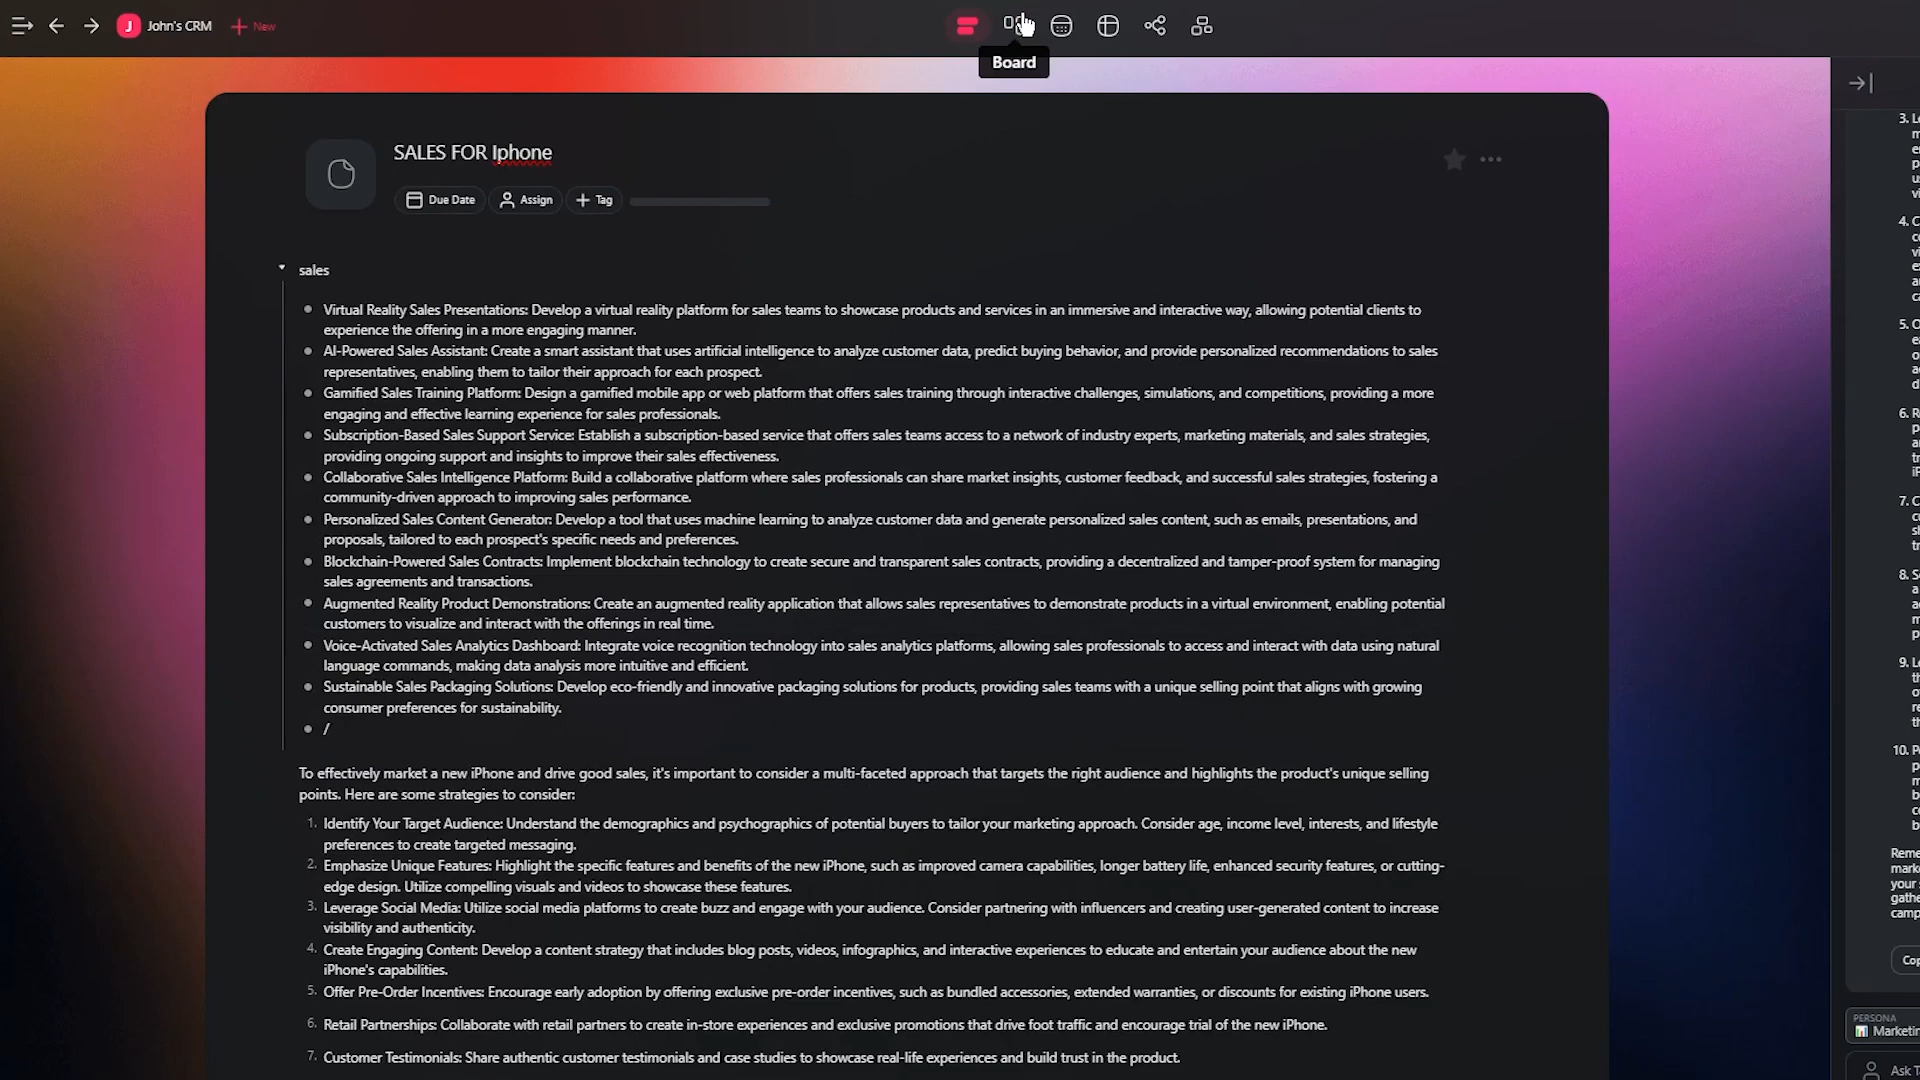 J John's CRM + New
Board
SALES FOR Iphone
Due Date Assign + Tag
sales
Virtual Reality Sales Presentations: Develop a virtual reality platform for sales teams to showcase products and services in an immersive and interactive way, allowing potential clients to
experience the offering in a more engaging manner.
AI-Powered Sales Assistant: Create a smart assistant that uses artificial intelligence to analyze customer data, predict buying behavior, and provide personalized recommendations to sales
representatives, enabling them to tailor their approach for each prospect.
Gamified Sales Training Platform: Design a gamified mobile app or web platform that offers sales training through interactive challenges, simulations, and competitions, providing a more
engaging and effective learning experience for sales professionals.
Subscription-Based Sales Support Service: Establish a subscription-based service that offers sales teams access to a network of industry experts, marketing materials, and sales strategies,
providing ongoing support and insights to improve their sales effectiveness.
Collaborative Sales Intelligence Platform: Build a collaborative platform where sales professionals can share market insights, customer feedback, and successful sales strategies, fostering a
community-driven approach to improving sales performance.
Personalized Sales Content Generator: Develop a tool that uses machine learning to analyze customer data and generate personalized sales content, such as emails, presentations, and
proposals, tailored to each prospect's specific needs and preferences.
Blockchain-Powered Sales Contracts: Implement blockchain technology to create secure and transparent sales contracts, providing a decentralized and tamper-proof system for managing
sales agreements and transactions.
Augmented Reality Product Demonstrations: Create an augmented reality application that allows sales representatives to demonstrate products in a virtual environment, enabling potential
customers to visualize and interact with the offerings in real time.
Voice-Activated Sales Analytics Dashboard: Integrate voice recognition technology into sales analytics platforms, allowing sales professionals to access and interact with data using natural
language commands, making data analysis more intuitive and efficient.
Sustainable Sales Packaging Solutions: Develop eco-friendly and innovative packaging solutions for products, providing sales teams with a unique selling point that aligns with growing
consumer preferences for sustainability.
/
To effectively market a new iPhone and drive good sales, it's important to consider a multi-faceted approach that targets the right audience and highlights the product's unique selling
points. Here are some strategies to consider:
1. Identify Your Target Audience: Understand the demographics and psychographics of potential buyers to tailor your marketing approach. Consider age, income level, interests, and lifestyle
preferences to create targeted messaging.
2. Emphasize Unique Features: Highlight the specific features and benefits of the new iPhone, such as improved camera capabilities, longer battery life, enhanced security features, or cutting-
edge design. Utilize compelling visuals and videos to showcase these features.
3. Leverage Social Media: Utilize social media platforms to create buzz and engage with your audience. Consider partnering with influencers and creating user-generated content to increase
visibility and authenticity.
4. Create Engaging Content: Develop a content strategy that includes blog posts, videos, infographics, and interactive experiences to educate and entertain your audience about the new
iPhone's capabilities.
5. Offer Pre-Order Incentives: Encourage early adoption by offering exclusive pre-order incentives, such as bundled accessories, extended warranties, or discounts for existing iPhone users.
6. Retail Partnerships: Collaborate with retail partners to create in-store experiences and exclusive promotions that drive foot traffic and encourage trial of the new iPhone.
7. Customer Testimonials: Share authentic customer testimonials and case studies to showcase real-life experiences and build trust in the product.
3.
4.
5.
6.
7.
8.
9.
10.
your
PERSONA
Ask